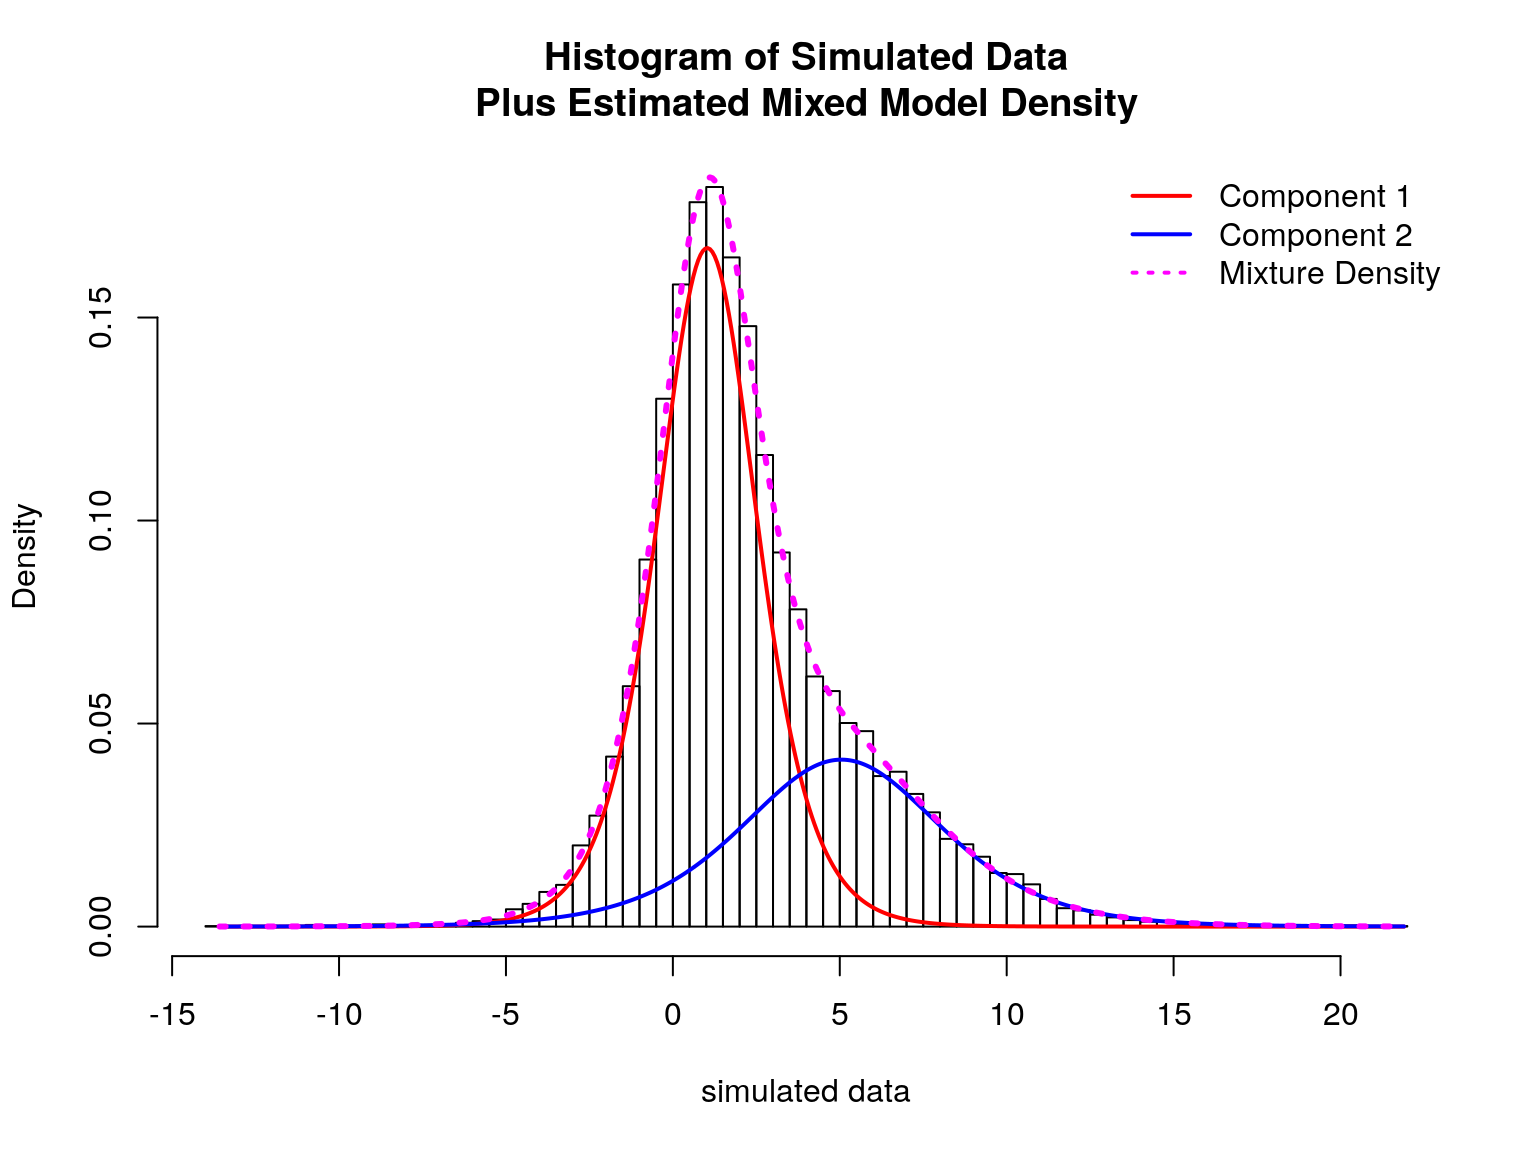 Histogram of Simulated Data
Plus Estimated Mixed Model Density
Component 1
Component 2
Mixture Density
0.15
0.10
0.05
0.00
Density
-15 -10 -5 0 5 10 15 20
simulated data